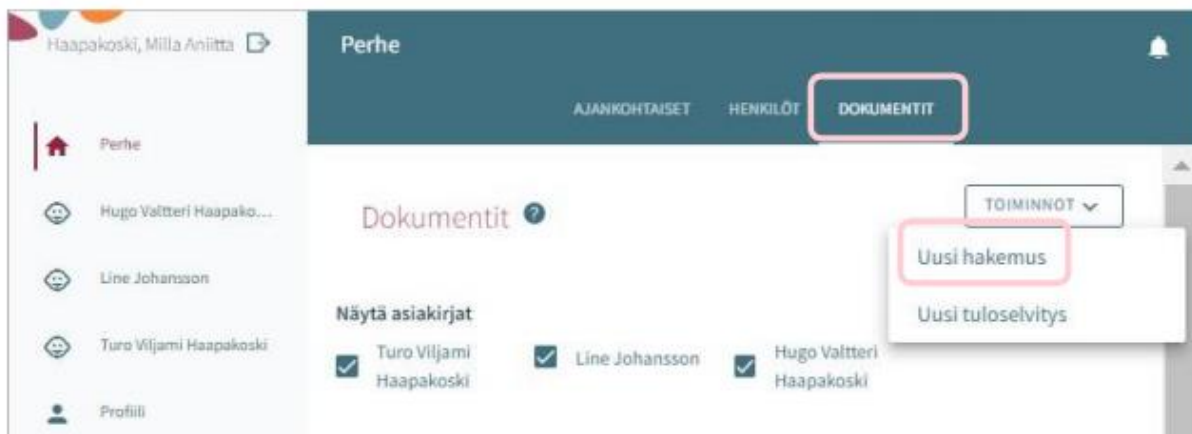 Haapakoski, Milla Aniitta
Perhe
Hugo Valtteri Haapako...
Line Johansson
Turo Viljami Haapakoski
Profiili
Perhe
AJANKOHTAISET HENKILÖT DOKUMENTIT
Dokumentit ?
TOIMINNOT
Uusi hakemus
Uusi tuloselvitys
Näytä asiakirjat
Turo Viljami
Haapakoski
Line Johansson
Hugo Valtteri
Haapakoski